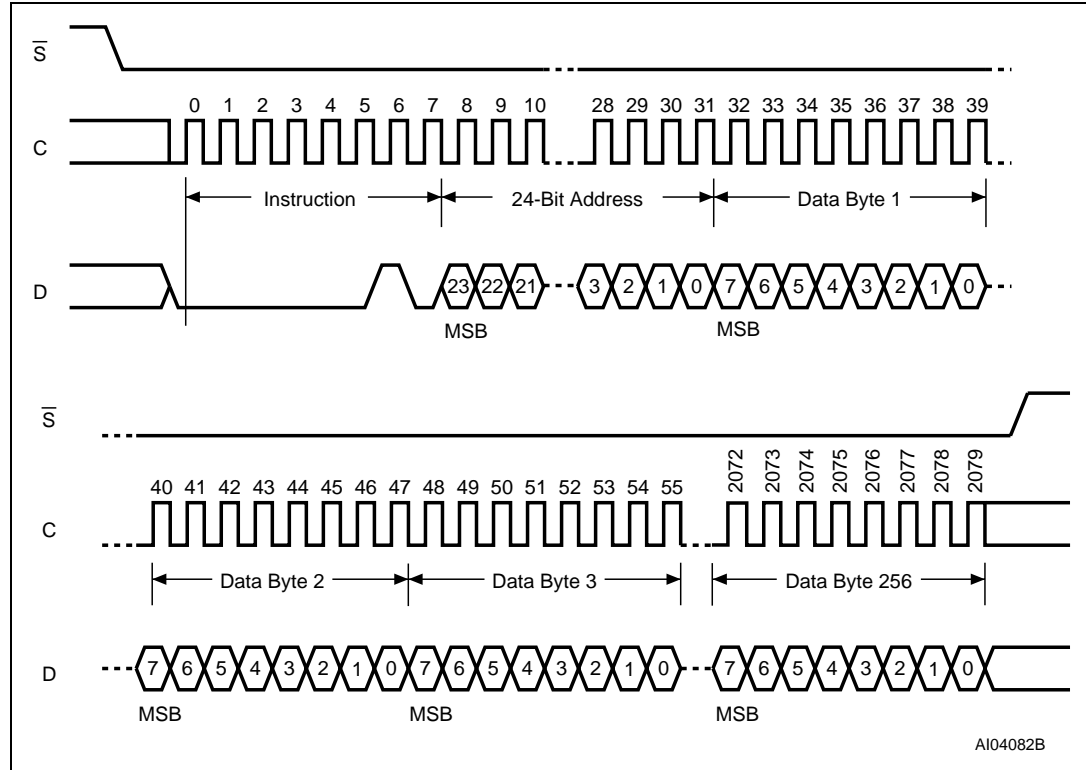 S̅
0 1 2 3 4 5 6 7 8 9 10 28 29 30 31 32 33 34 35 36 37 38 39
C
Instruction 24-Bit Address Data Byte 1
D
23 22 21 3 2 1 0 7 6 5 4 3 2 1 0
MSB MSB
S̅
40 41 42 43 44 45 46 47 48 49 50 51 52 53 54 55 2072 2073 2074 2075 2076 2077 2078 2079
C
Data Byte 2 Data Byte 3 Data Byte 256
D
7 6 5 4 3 2 1 0 7 6 5 4 3 2 1 0 7 6 5 4 3 2 1 0
MSB MSB MSB
AI04082B